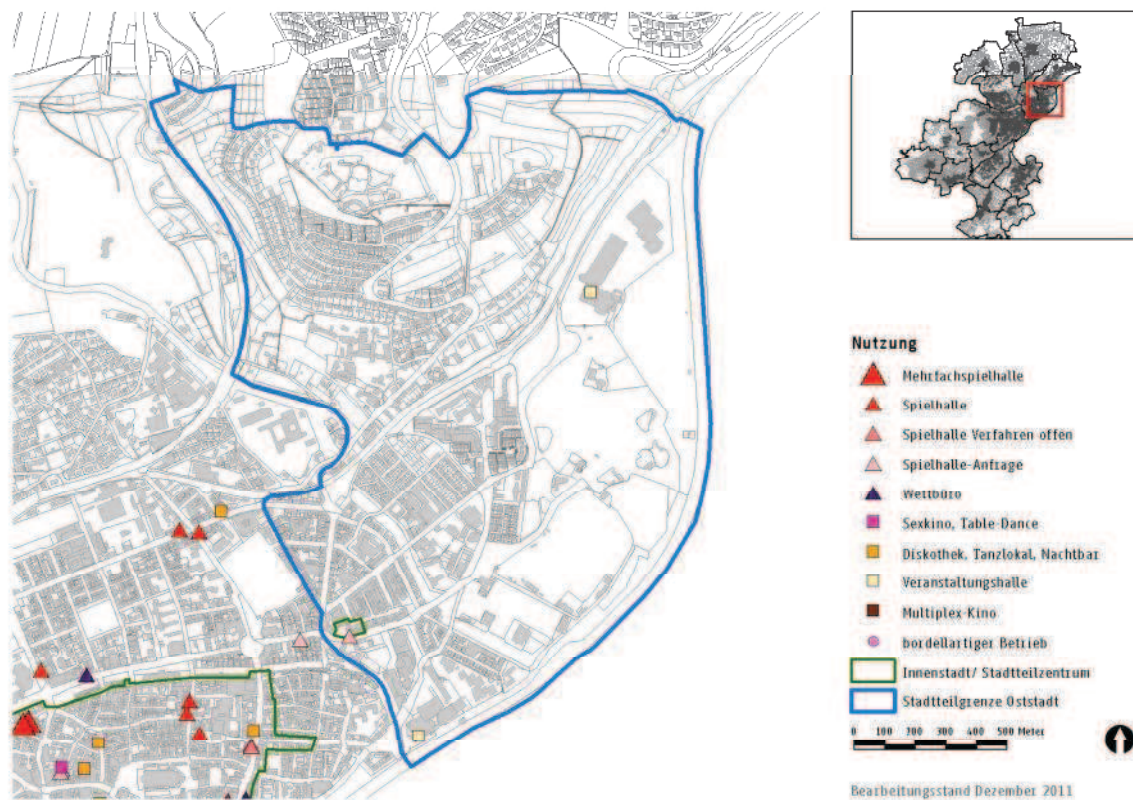 Nutzung
Mehrfachspielhalle
Spielhalle
Spielhalle Verfahren offen
Spielhalle-Anfrage
Wettbüro
Sexkino, Table-Dance
Diskothek, Tanzlokal, Nachtbar
Veranstaltungshalle
Multiplex-Kino
bordellartiger Betrieb
Innenstadt/ Stadtteilzentrum
Stadtteilgrenze Oststadt
0 100 200 300 400 500 Meter
Bearbeitungsstand Dezember 2011